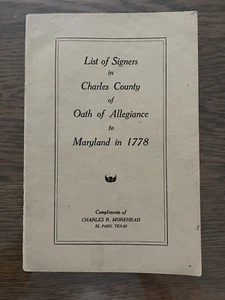 List of Signers
in
Charles County
of
Oath of Allegiance
to
Maryland in 1778
Compliments of
CHARLES R. MOREHEAD
EL PASO, TEXAS